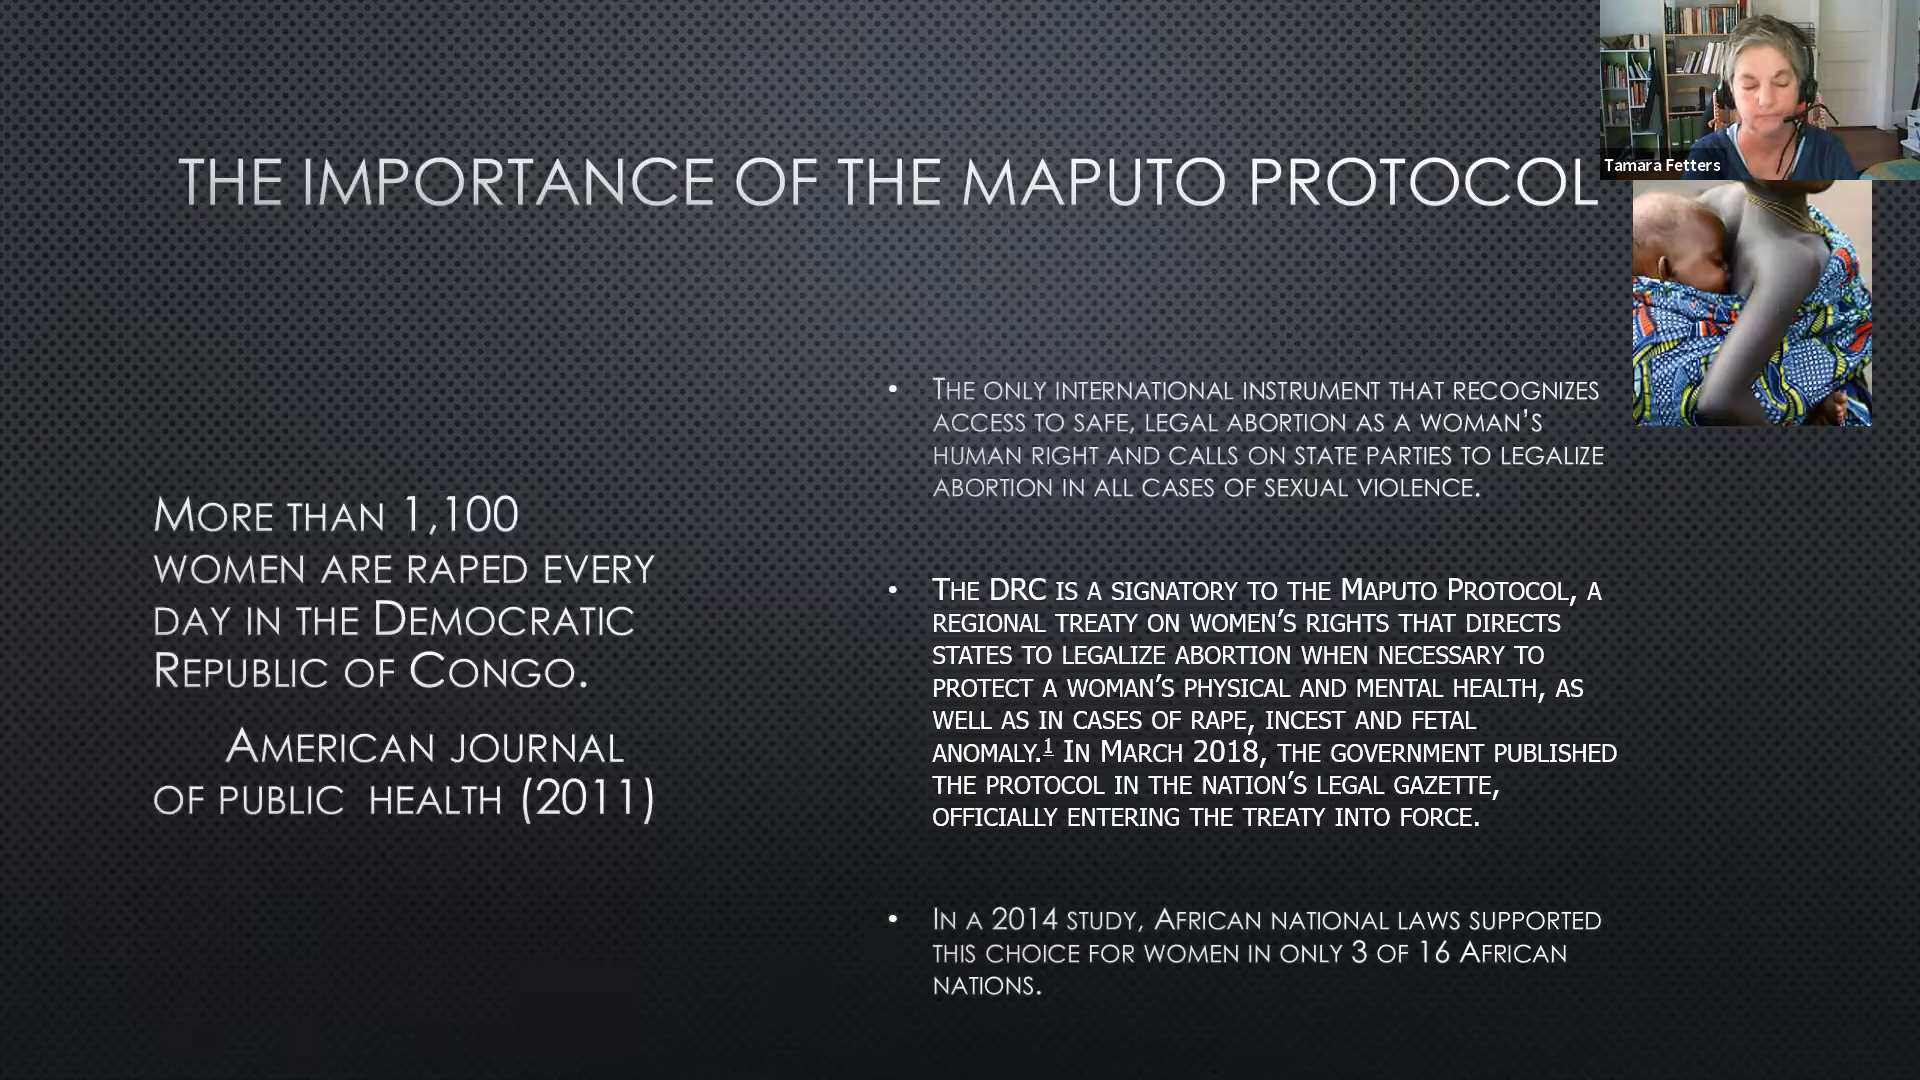 THE IMPORTANCE OF THE MAPUTO PROTOCOL
Tamara Fetters
MORE THAN 1,100
WOMEN ARE RAPED EVERY
DAY IN THE DEMOCRATIC
REPUBLIC OF CONGO.
AMERICAN JOURNAL
OF PUBLIC HEALTH (2011)
• THE ONLY INTERNATIONAL INSTRUMENT THAT RECOGNIZES
ACCESS TO SAFE, LEGAL ABORTION AS A WOMAN'S
HUMAN RIGHT AND CALLS ON STATE PARTIES TO LEGALIZE
ABORTION IN ALL CASES OF SEXUAL VIOLENCE.
• THE DRC IS A SIGNATORY TO THE MAPUTO PROTOCOL, A
REGIONAL TREATY ON WOMEN'S RIGHTS THAT DIRECTS
STATES TO LEGALIZE ABORTION WHEN NECESSARY TO
PROTECT A WOMAN'S PHYSICAL AND MENTAL HEALTH, AS
WELL AS IN CASES OF RAPE, INCEST AND FETAL
ANOMALY.1 IN MARCH 2018, THE GOVERNMENT PUBLISHED
THE PROTOCOL IN THE NATION'S LEGAL GAZETTE,
OFFICIALLY ENTERING THE TREATY INTO FORCE.
• IN A 2014 STUDY, AFRICAN NATIONAL LAWS SUPPORTED
THIS CHOICE FOR WOMEN IN ONLY 3 OF 16 AFRICAN
NATIONS.